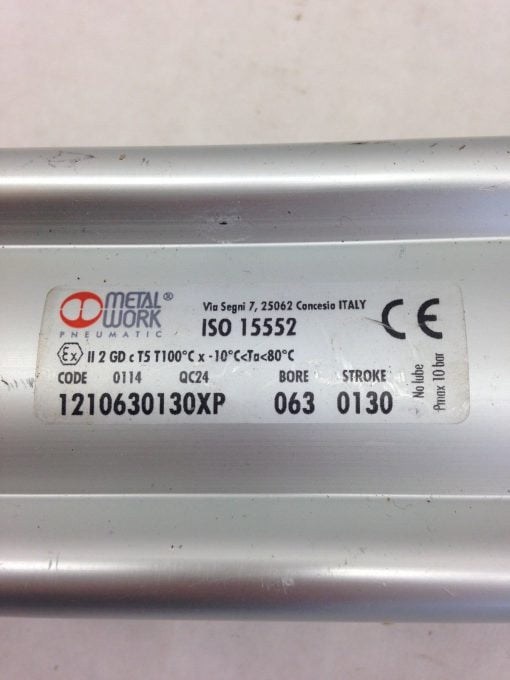 METAL® WORK
PNEUMATIC
Via Segni 7, 25062 Concesio ITALY
ISO 15552
CE
Ex II 2 GD c T5 T100°C x -10°C<Ta<80°C
CODE 0114 QC24 BORE STROKE
1210630130XP 063 0130
No lube
Pmax 10 bar